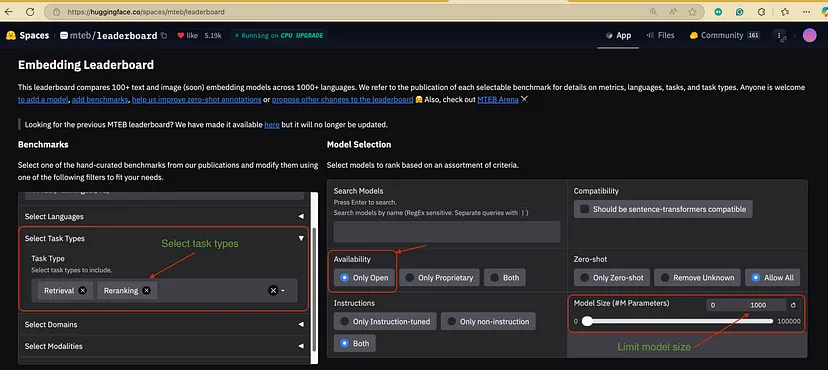 https://huggingface.co/spaces/mteb/leaderboard
Spaces
mteb/leaderboard
like 5.19k
Running on CPU UPGRADE
App
Files
Community 161
Embedding Leaderboard
This leaderboard compares 100+ text and image (soon) embedding models across 1000+ languages. We refer to the publication of each selectable benchmark for details on metrics, languages, tasks, and task types. Anyone is welcome
to add a model, add benchmarks, help us improve zero-shot annotations or propose other changes to the leaderboard 🤗 Also, check out MTEB Arena ⚔️
Looking for the previous MTEB leaderboard? We have made it available here but it will no longer be updated.
Benchmarks
Select one of the hand-curated benchmarks from our publications and modify them using
one of the following filters to fit your needs.
Select Languages
Select Task Types
Select task types
Task Type
Select task types to include.
Retrieval
Reranking
Select Domains
Select Modalities
Model Selection
Select models to rank based on an assortment of criteria.
Search Models
Press Enter to search.
Search models by name (RegEx sensitive. Separate queries with | )
Compatibility
Should be sentence-transformers compatible
Availability
Only Open
Only Proprietary
Both
Zero-shot
Only Zero-shot
Remove Unknown
Allow All
Instructions
Only Instruction-tuned
Only non-instruction
Both
Model Size (#M Parameters)
0
1000
0
100000
Limit model size